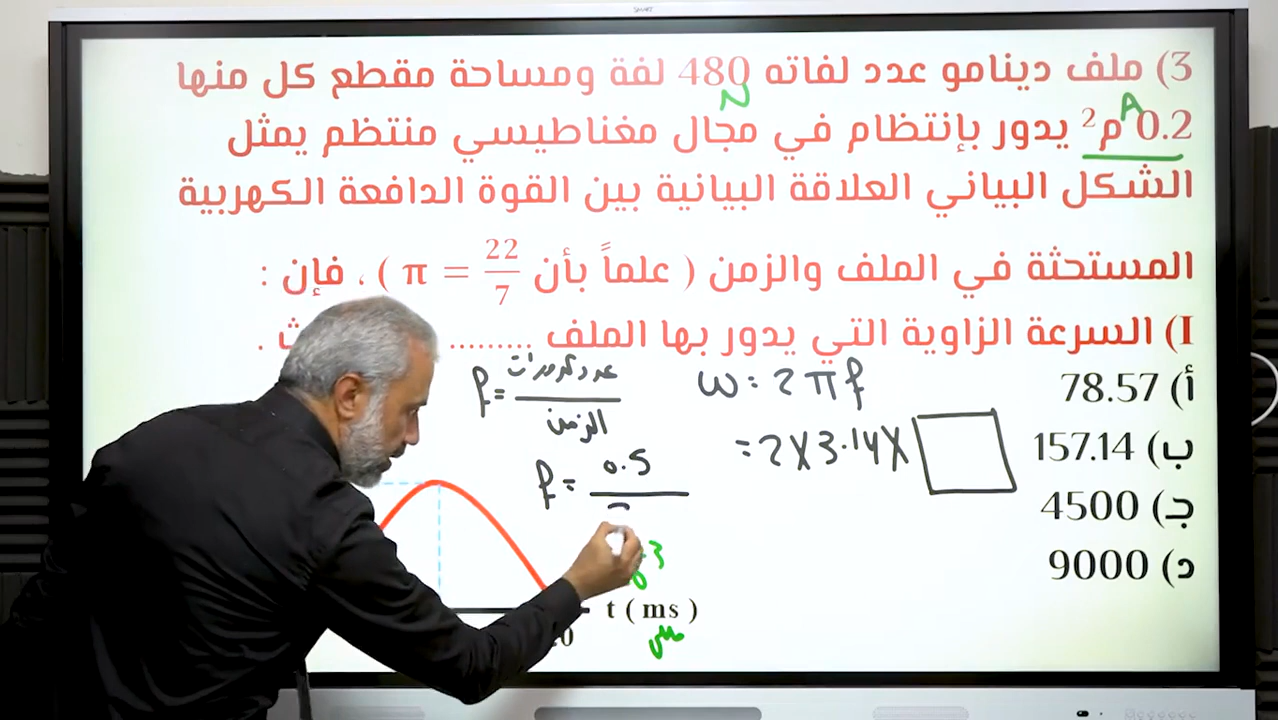 SMART
3) ملف دينامو عدد لفاته 480 لفة ومساحة مقطع كل منها
N
A
0.2 م² يدور بإنتظام في مجال مغناطيسي منتظم يمثل
الشكل البياني العلاقة البيانية بين القوة الدافعة الكهربية
المستحثة في الملف والزمن ( علماً بأن π = 22/7 ) ، فإن :
I) السرعة الزاوية التي يدور بها الملف .........
أ) 78.57
ب) 157.14
ج) 4500
د) 9000
ω = 2 π f
= 2 X 3.14 X
f = عدد الدورات / الزمن
f = 0.5
t ( ms )